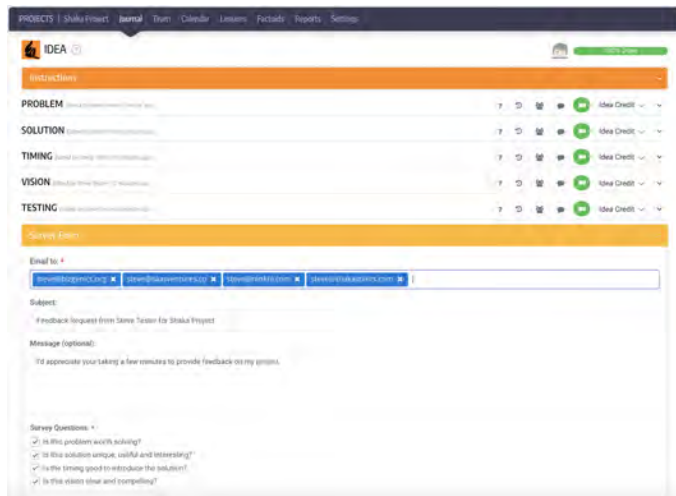 PROJECTS | Shaka Project Journal Team Calendar Lessons Factoids Reports Settings
IDEA ?
Instructions
PROBLEM
? Idea Credit
SOLUTION
? Idea Credit
TIMING
? Idea Credit
VISION
? Idea Credit
TESTING
? Idea Credit
Survey Form
Email to: *
Subject:
Feedback Request from Steve Tester for Shaka Project
Message (optional):
I'd appreciate your taking a few minutes to provide feedback on my project.
Survey Questions: *
Is this problem worth solving?
Is this solution unique, useful and interesting?
Is the timing good to introduce the solution?
Is this vision clear and compelling?